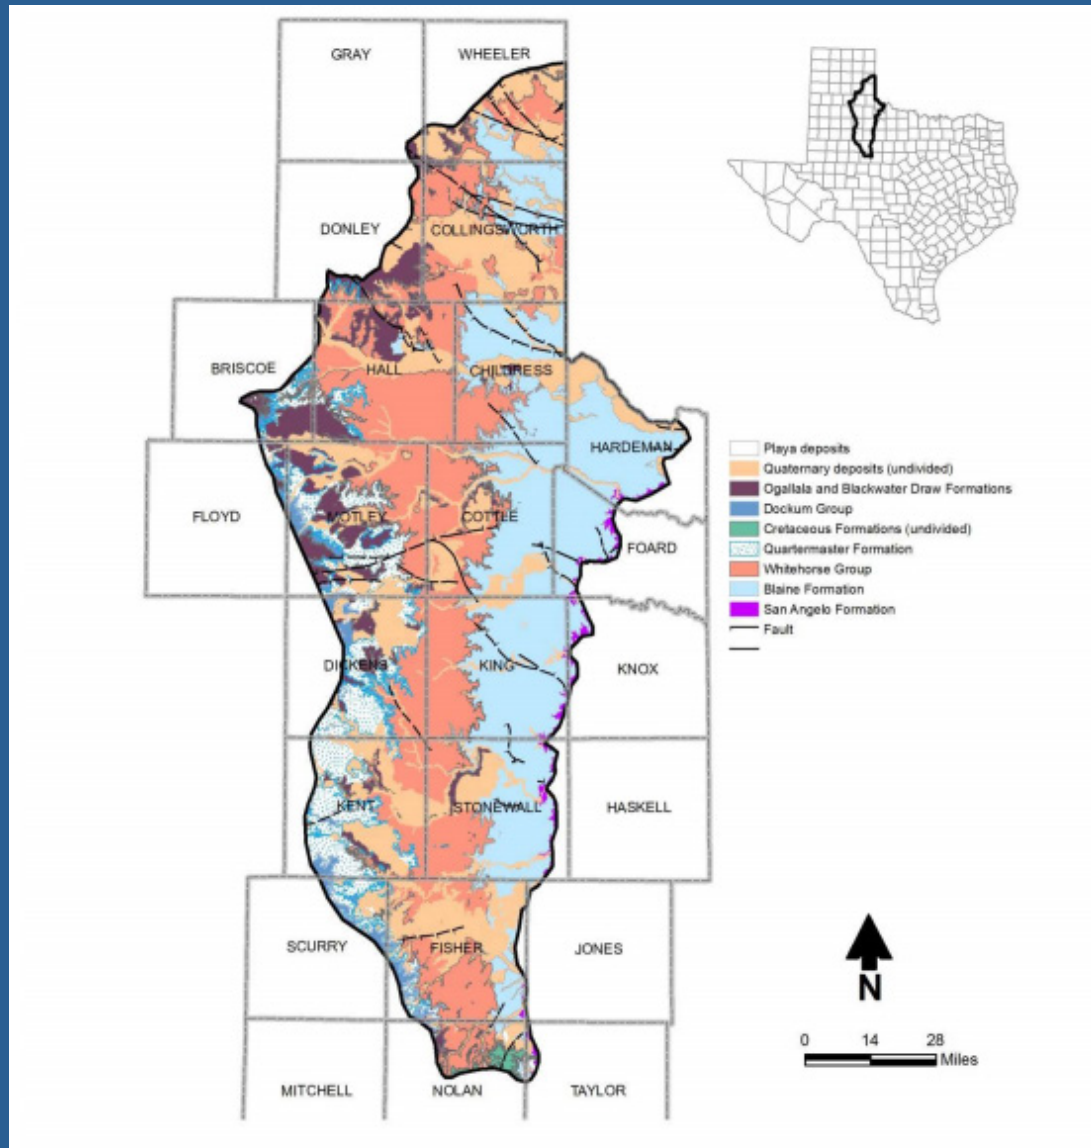 GRAY
WHEELER
DONLEY
COLLINGSWORTH
BRISCOE
HALL
CHILDRESS
HARDEMAN
FLOYD
MOTLEY
COTTLE
FOARD
DICKENS
KING
KNOX
KENT
STONEWALL
HASKELL
SCURRY
FISHER
JONES
MITCHELL
NOLAN
TAYLOR
Playa deposits
Quaternary deposits (undivided)
Ogallala and Blackwater Draw Formations
Dockum Group
Cretaceous Formations (undivided)
Quartermaster Formation
Whitehorse Group
Blaine Formation
San Angelo Formation
Fault
N
0 14 28
Miles